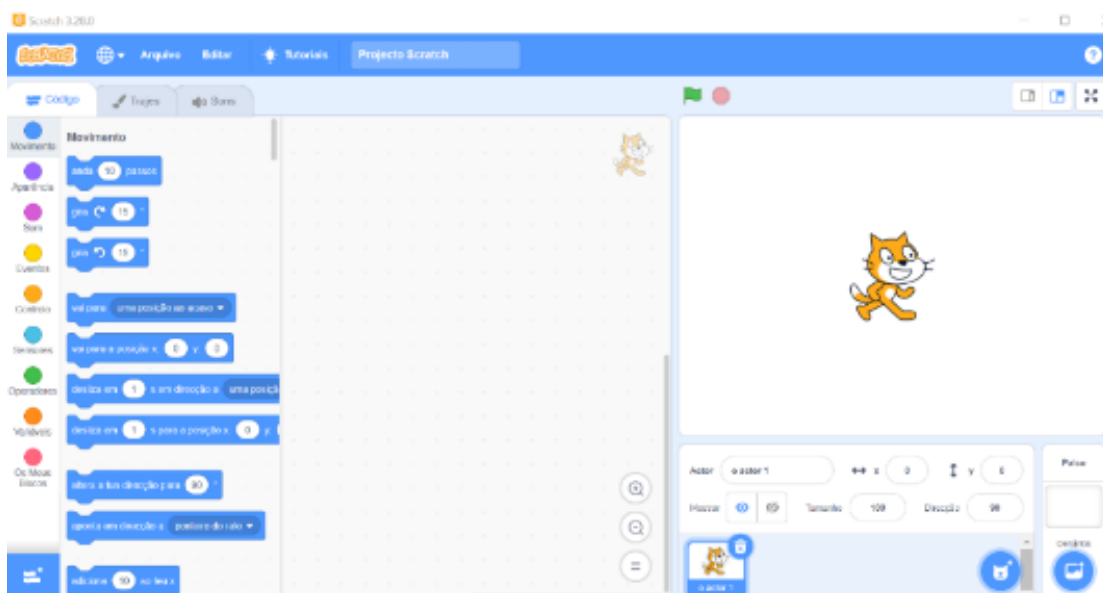 Scratch 3.28.0
SCRATCH Arquivo Editar Tutoriais Projecto Scratch ?
Código Trajes Sons
Movimento
Aparência
Som
Eventos
Controlo
Sensores
Operadores
Variáveis
Os Meus
Blocos
Movimento
anda 10 passos
gira 15 °
gira 15 °
vai para uma posição ao acaso
vai para a posição x: 0 y: 0
desliza em 1 s em direcção a uma posiçã
desliza em 1 s para a posição x: 0 y:
altera a tua direcção para 90 °
aponta em direcção a ponteiro do rato
adiciona 10 ao teu x
Actor o actor 1 x 0 y 0
Mostrar Tamanho 100 Direcção 90
o actor 1
Palco
Cenários